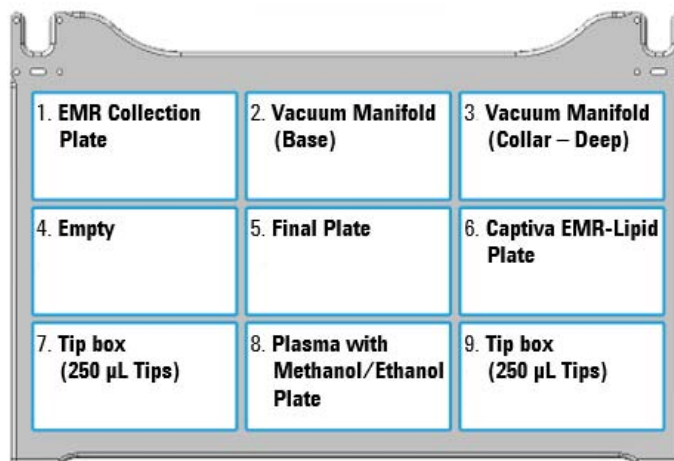 1. EMR Collection
Plate
2. Vacuum Manifold
(Base)
3 Vacuum Manifold
(Collar – Deep)
4. Empty
5. Final Plate
6. Captiva EMR-Lipid
Plate
7. Tip box
(250 µL Tips)
8. Plasma with
Methanol/Ethanol
Plate
9. Tip box
(250 µL Tips)